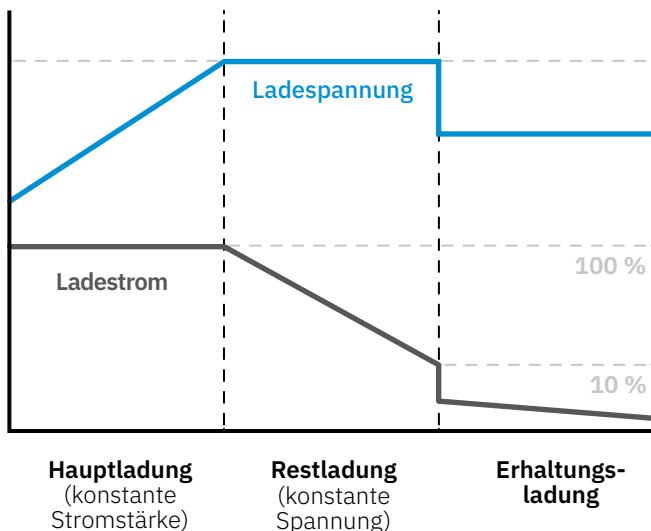 Ladespannung
Ladestrom
100 %
10 %
Hauptladung
(konstante
Stromstärke)
Restladung
(konstante
Spannung)
Erhaltungs-
ladung